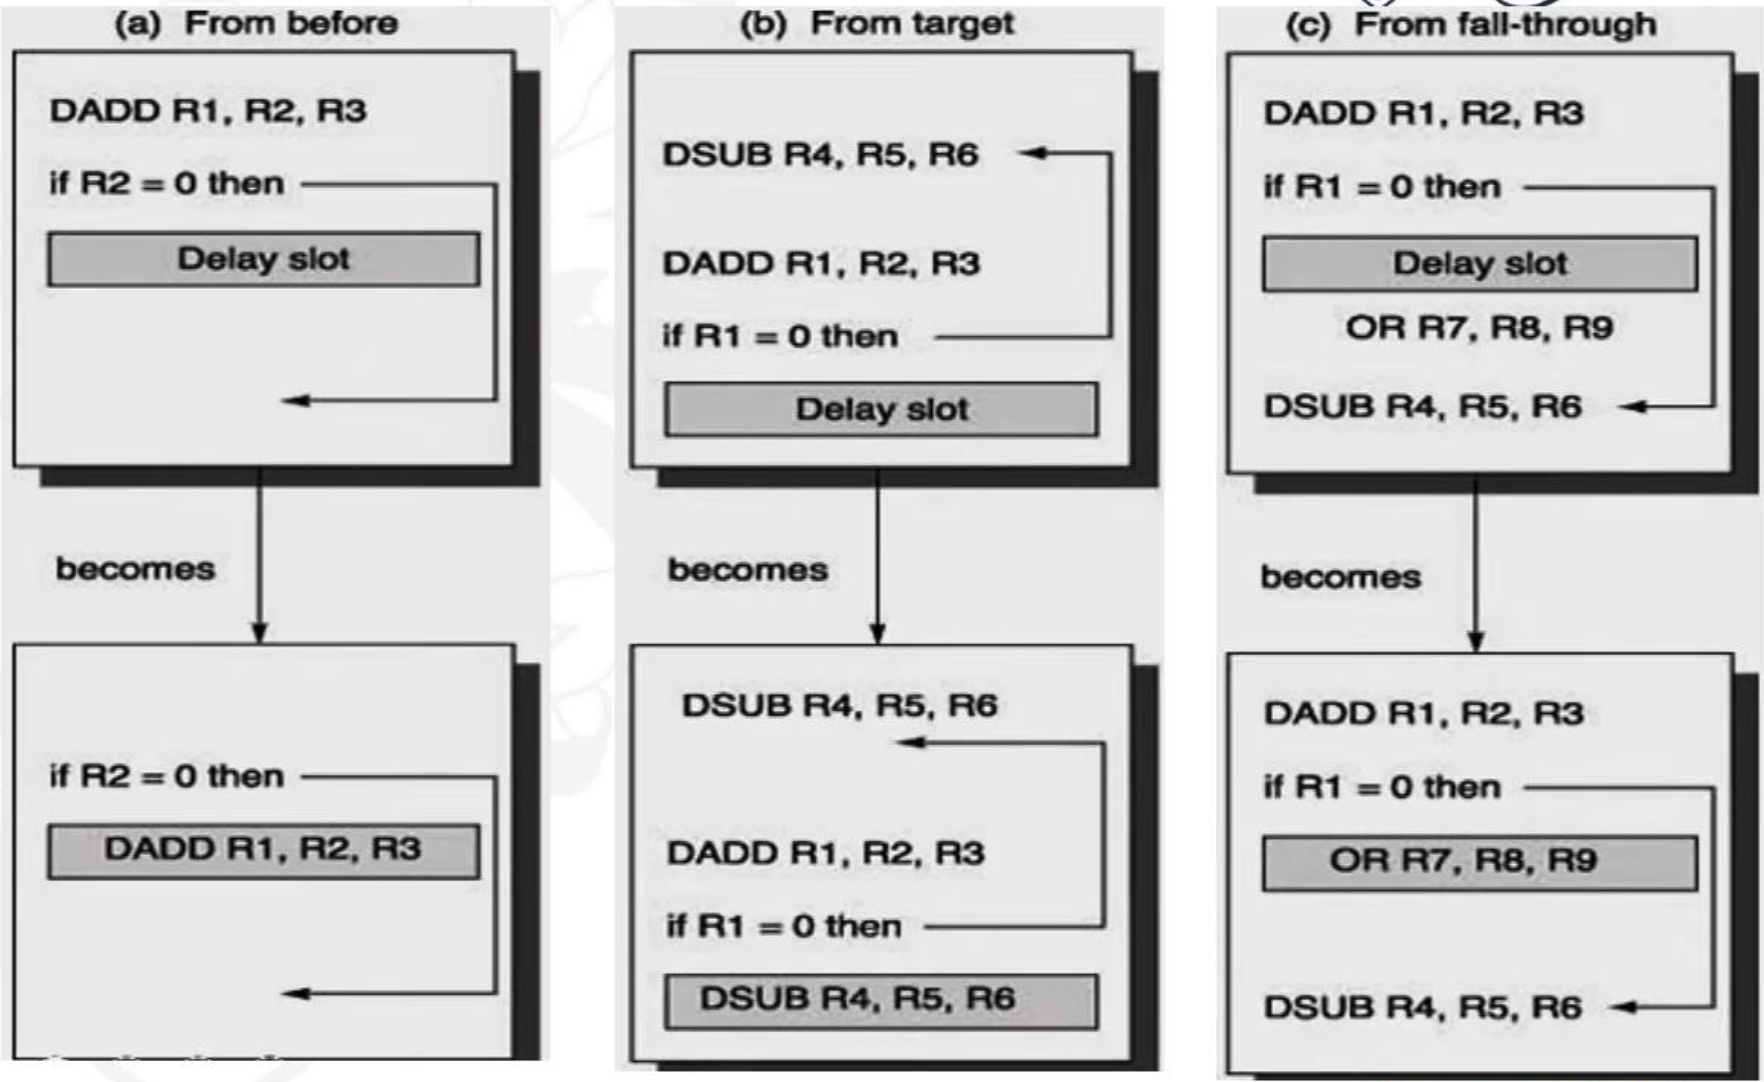 (a) From before
DADD R1, R2, R3
if R2 = 0 then
Delay slot
becomes
if R2 = 0 then
DADD R1, R2, R3
(b) From target
DSUB R4, R5, R6
DADD R1, R2, R3
if R1 = 0 then
Delay slot
becomes
DSUB R4, R5, R6
DADD R1, R2, R3
if R1 = 0 then
DSUB R4, R5, R6
(c) From fall-through
DADD R1, R2, R3
if R1 = 0 then
Delay slot
OR R7, R8, R9
DSUB R4, R5, R6
becomes
DADD R1, R2, R3
if R1 = 0 then
OR R7, R8, R9
DSUB R4, R5, R6